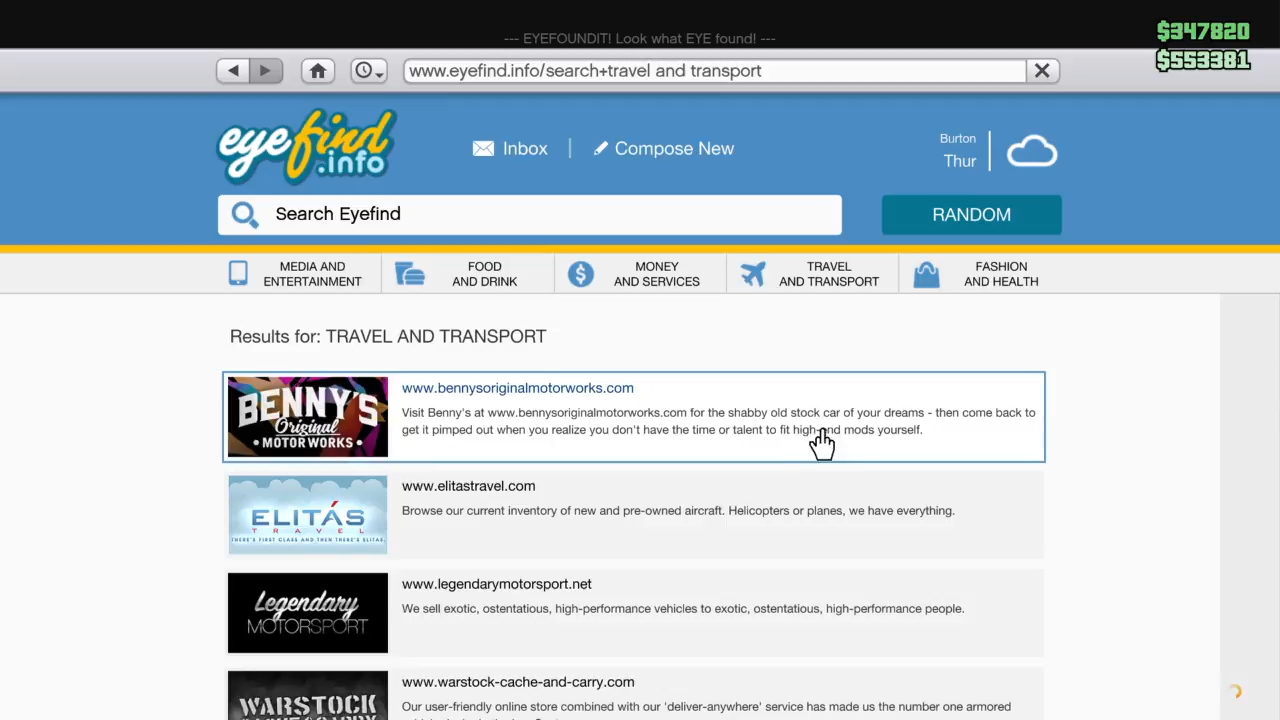 --- EYEFOUNDIT! Look what EYE found! ---
$347820
$553381
www.eyefind.info/search+travel and transport
eyefind
.info
Inbox
Compose New
Burton
Thur
Search Eyefind
RANDOM
MEDIA AND
ENTERTAINMENT
FOOD
AND DRINK
MONEY
AND SERVICES
TRAVEL
AND TRANSPORT
FASHION
AND HEALTH
Results for: TRAVEL AND TRANSPORT
BENNY'S
Original
• MOTOR WORKS •
www.bennysoriginalmotorworks.com
Visit Benny's at www.bennysoriginalmotorworks.com for the shabby old stock car of your dreams - then come back to
get it pimped out when you realize you don't have the time or talent to fit high-end mods yourself.
ELITÁS
TRAVEL
THERE'S FIRST CLASS AND THEN THERE'S ELITÁS.
www.elitastravel.com
Browse our current inventory of new and pre-owned aircraft. Helicopters or planes, we have everything.
Legendary
MOTORSPORT
www.legendarymotorsport.net
We sell exotic, ostentatious, high-performance vehicles to exotic, ostentatious, high-performance people.
WARSTOCK
www.warstock-cache-and-carry.com
Our user-friendly online store combined with our 'deliver-anywhere' service has made us the number one armored